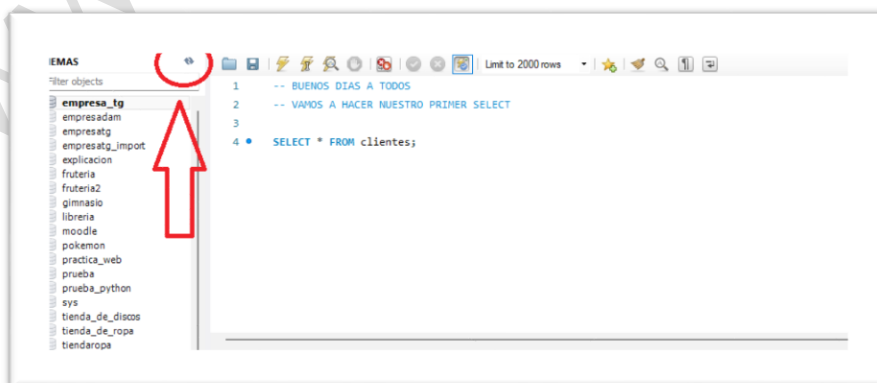 EMAS
Filter objects
empresa_tg
empresadam
empresatg
empresatg_import
explicacion
fruteria
fruteria2
gimnasio
libreria
moodle
pokemon
practica_web
prueba
prueba_python
sys
tienda_de_discos
tienda_de_ropa
tiendaropa
Limit to 2000 rows
1 -- BUENOS DIAS A TODOS
2 -- VAMOS A HACER NUESTRO PRIMER SELECT
3
4 SELECT * FROM clientes;